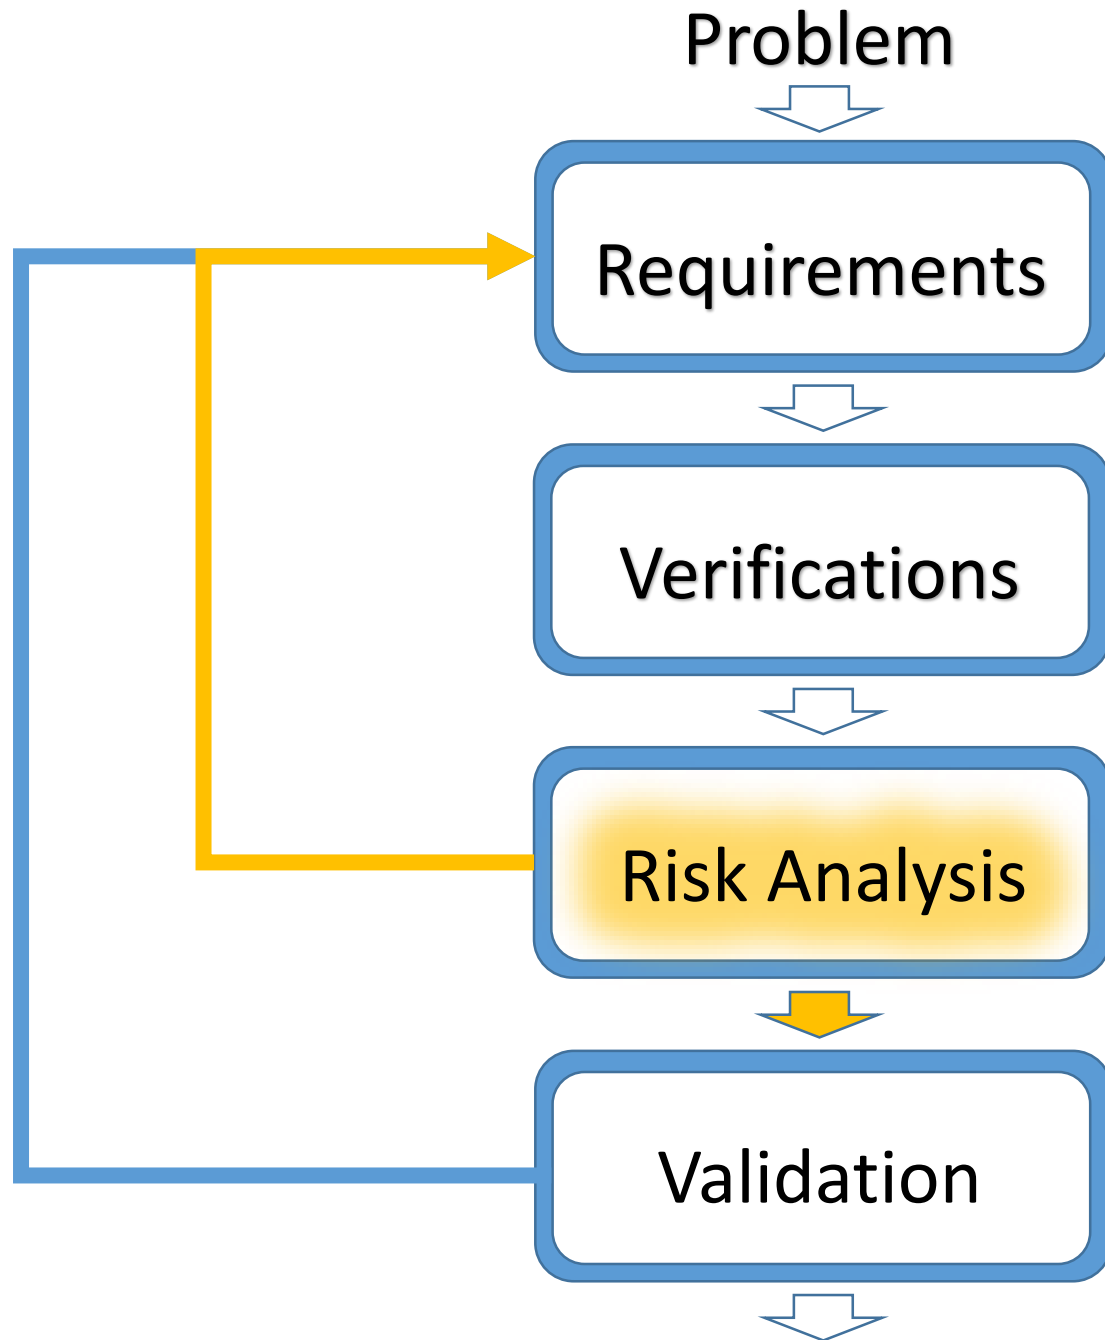 Problem
Requirements
Verifications
Risk Analysis
Validation